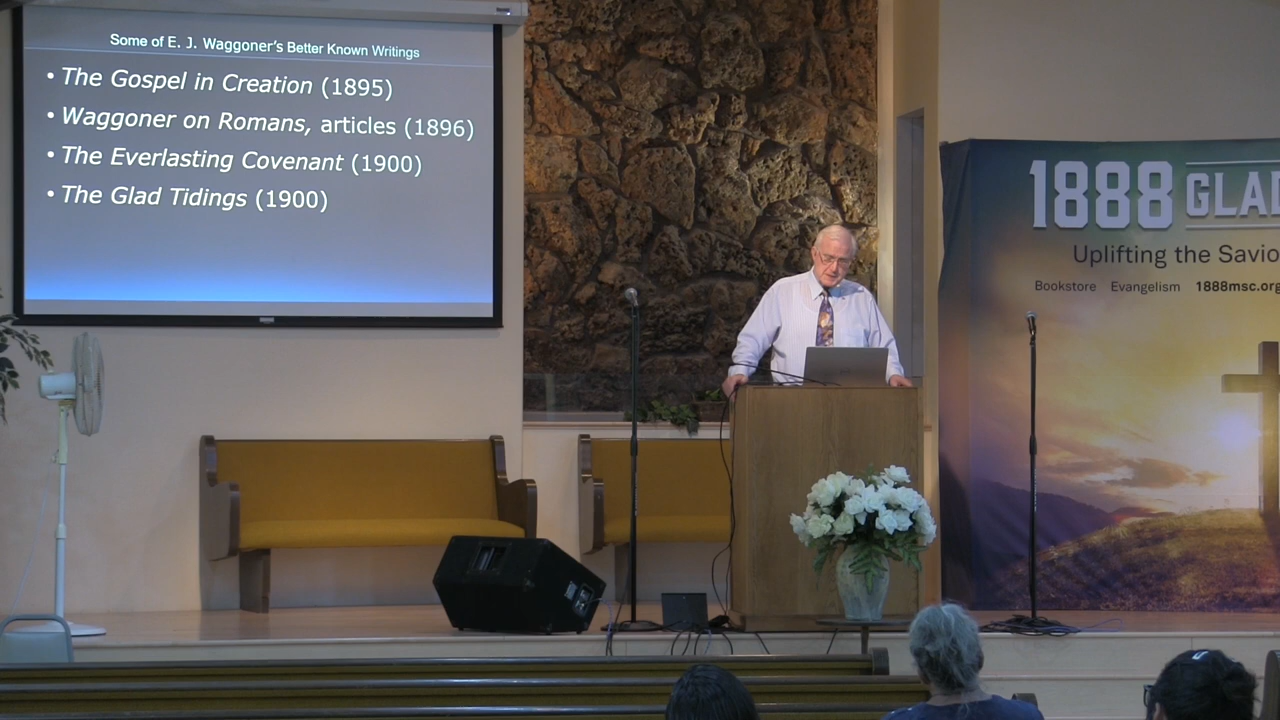 Some of E. J. Waggoner's Better Known Writings
• The Gospel in Creation (1895)
• Waggoner on Romans, articles (1896)
• The Everlasting Covenant (1900)
• The Glad Tidings (1900)
1888 GLA
Uplifting the Savio
Bookstore Evangelism 1888msc.org